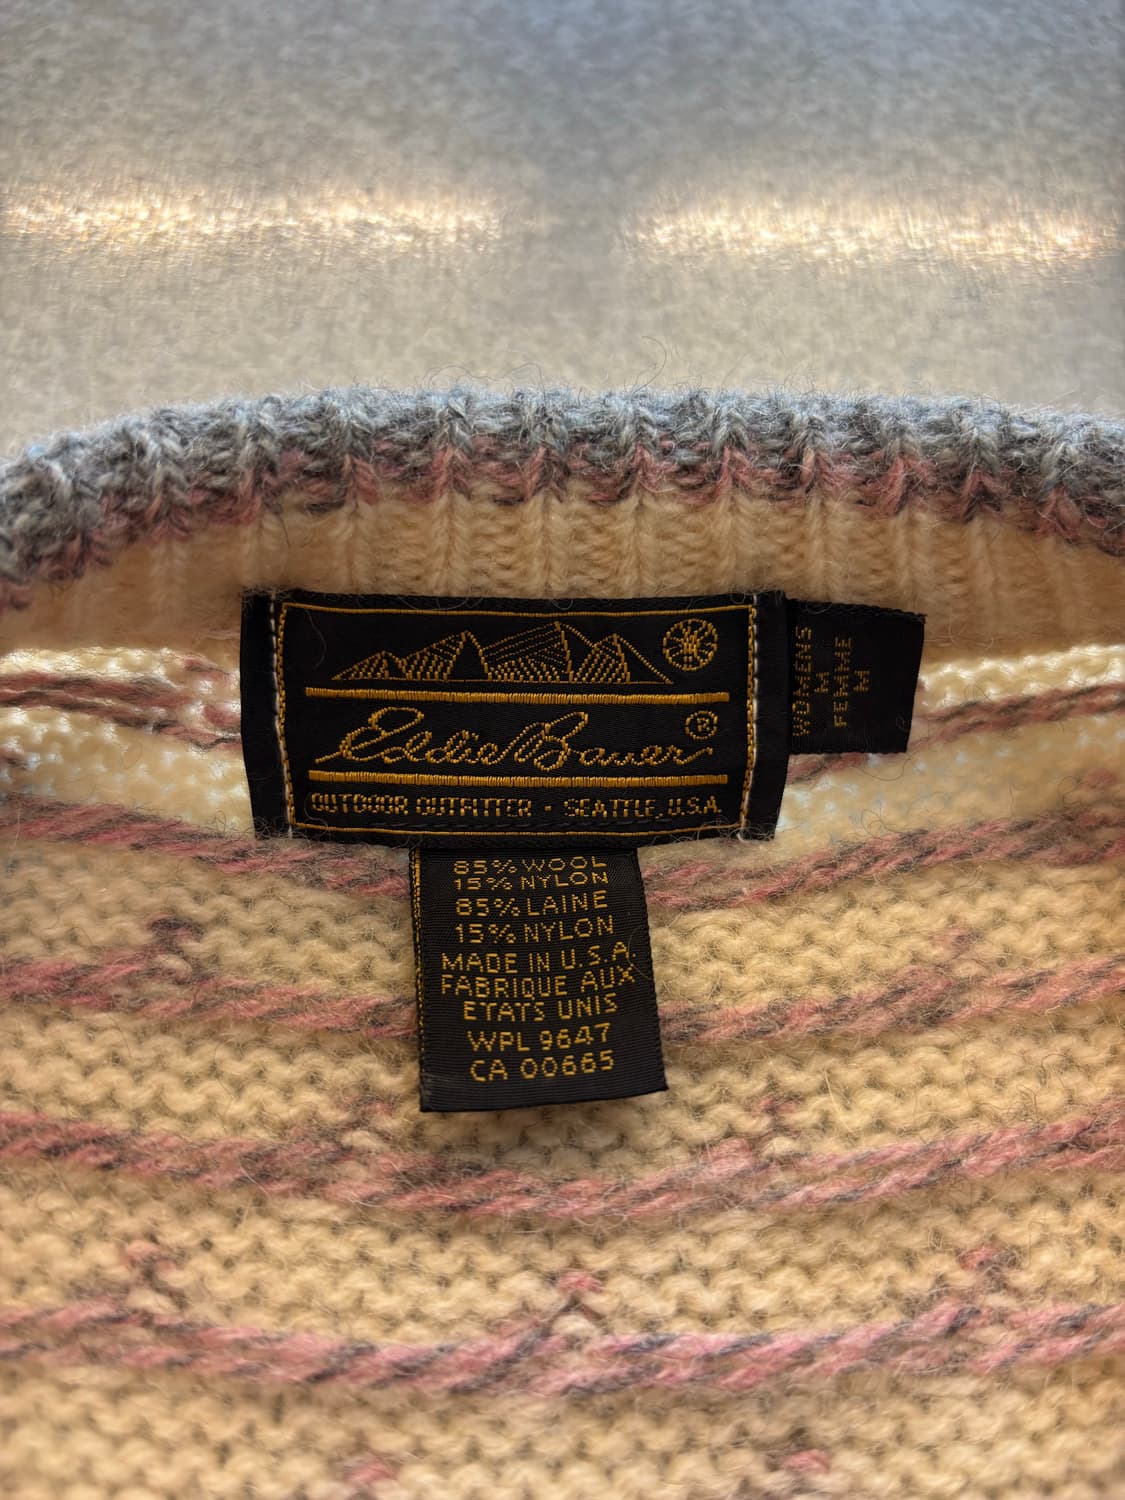 Eddie Bauer®
OUTDOOR OUTFITTER · SEATTLE, U.S.A.
WOMENS
M
FEMME
M
85% WOOL
15% NYLON
85% LAINE
15% NYLON
MADE IN U.S.A.
FABRIQUE AUX
ETATS UNIS
WPL 9647
CA 00665